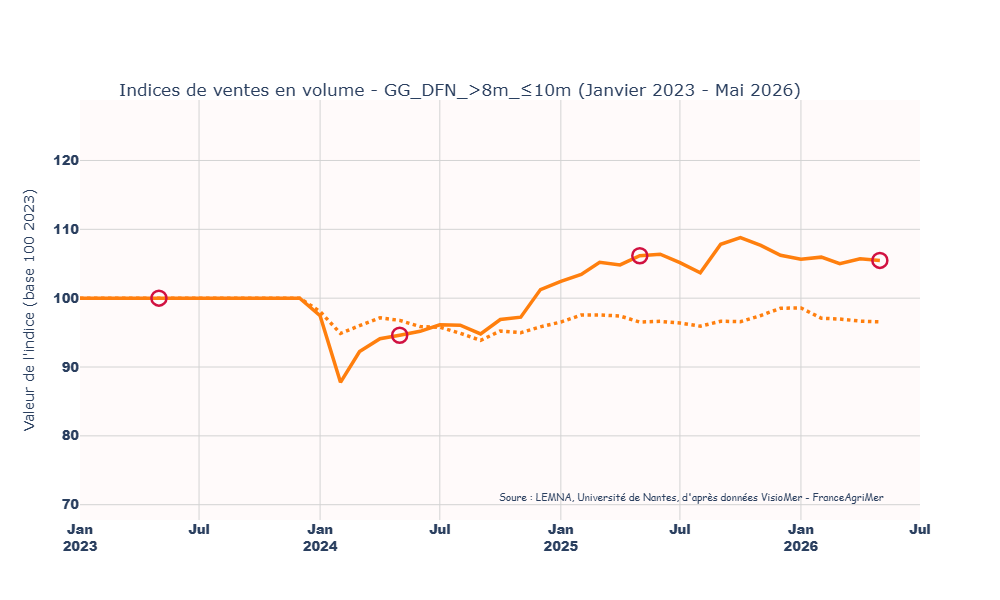 Indices de ventes en volume - GG_DFN_>8m_≤10m (Janvier 2023 - Mai 2026)
Valeur de l'indice (base 100 2023)
120
110
100
90
80
70
Soure : LEMNA, Université de Nantes, d'après données VisioMer - FranceAgriMer
Jan Jul Jan Jul Jan Jul Jan Jul
2023 2024 2025 2026